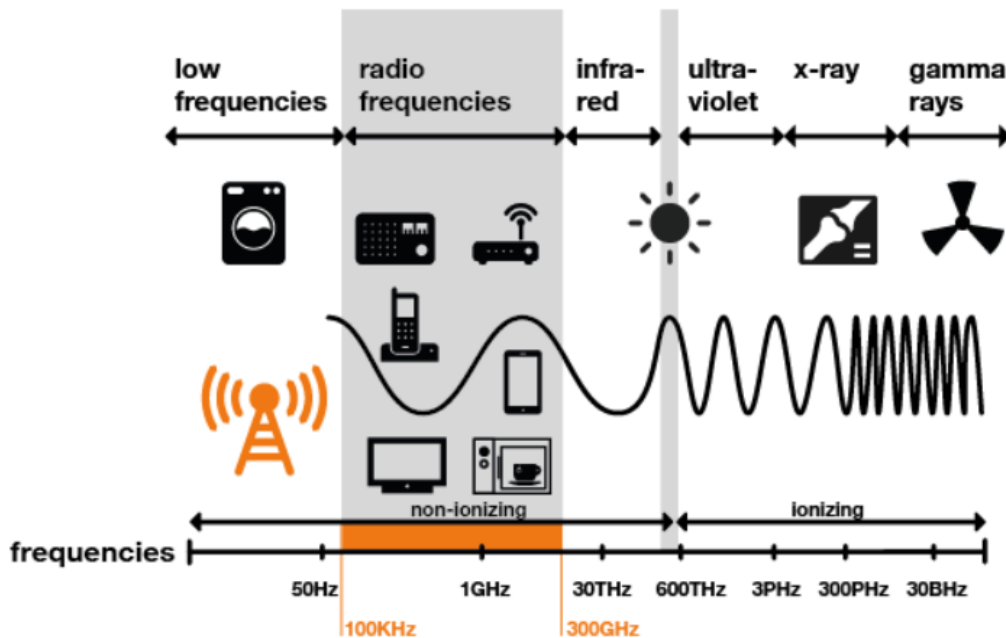 low
frequencies
radio
frequencies
infra-
red
ultra-
violet
x-ray
gamma
rays
non-ionizing
ionizing
frequencies
50Hz
1GHz
30THz
600THz
3PHz
300PHz
30BHz
100KHz
300GHz